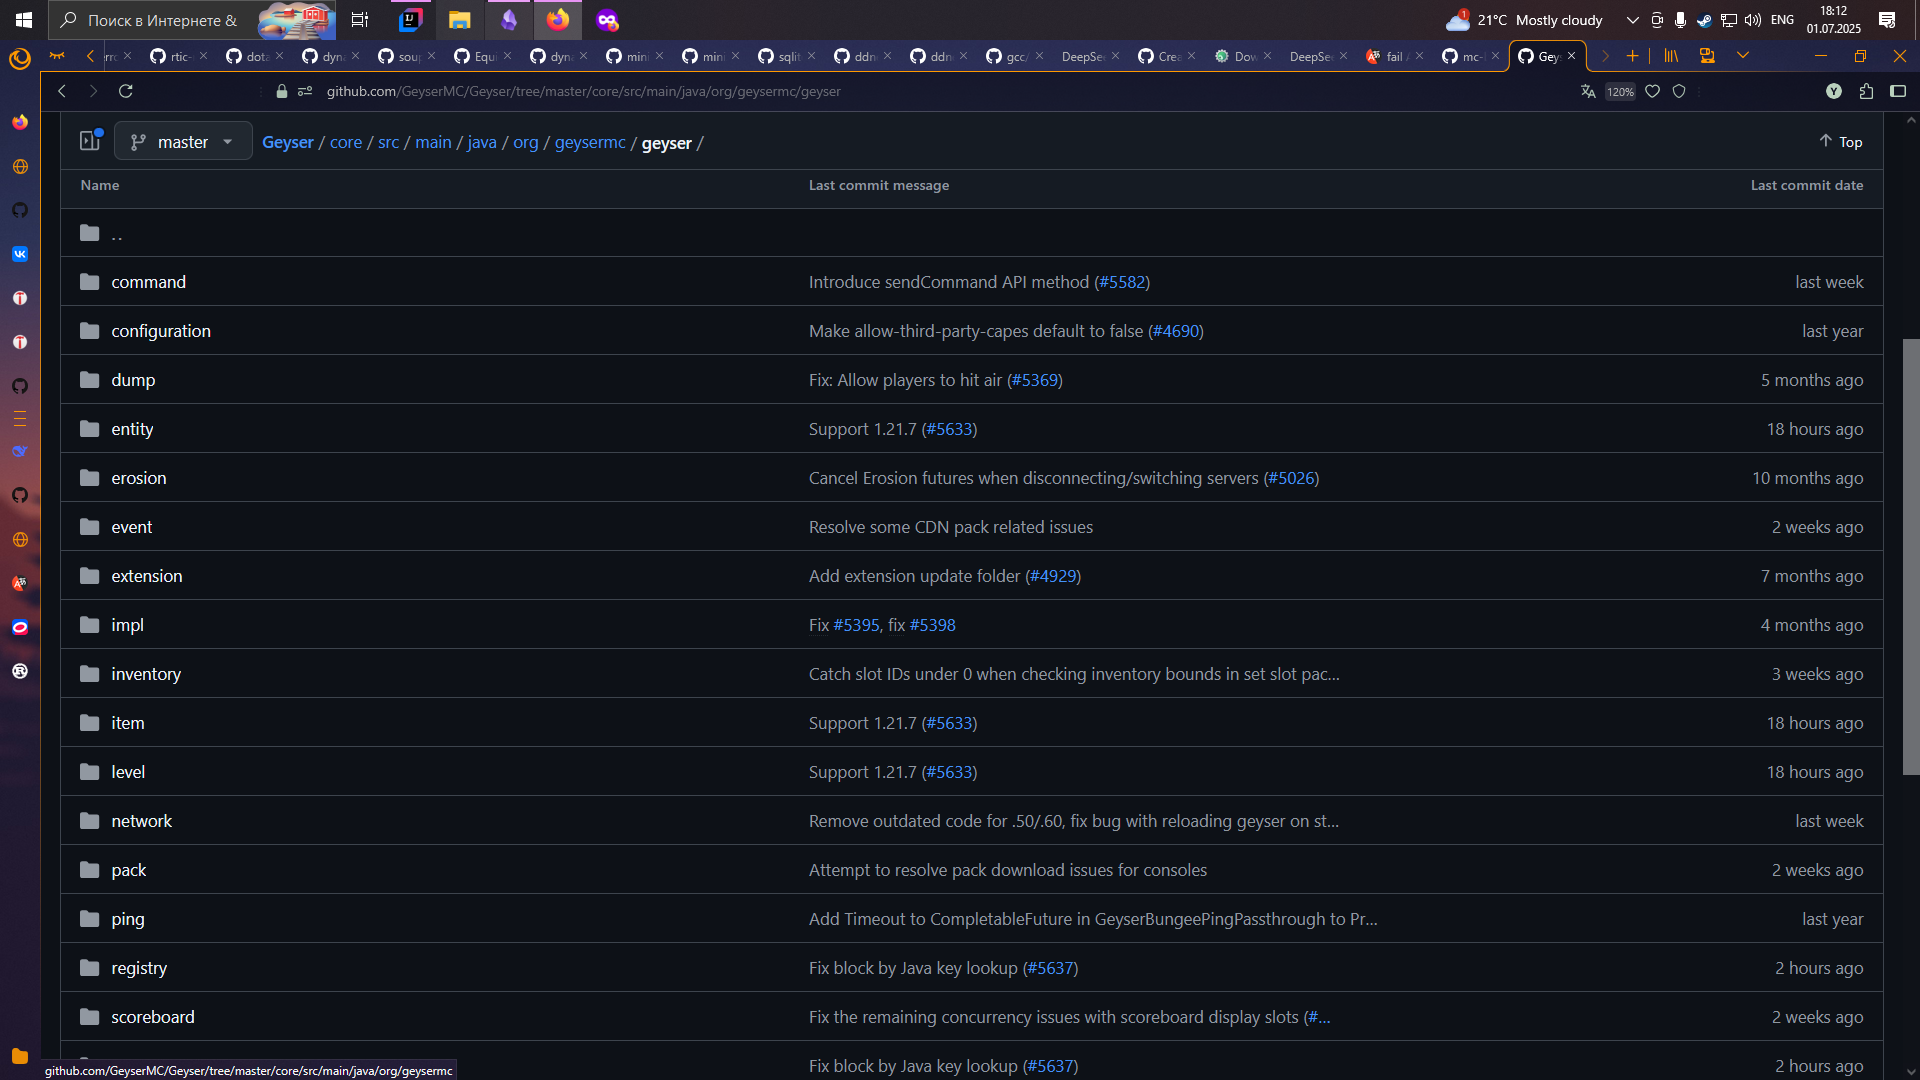 Поиск в Интернете &
21°C Mostly cloudy
ENG
18:12
01.07.2025
rtic-
dota
dyna
soup
Equi
dyna
mini
mini
sqlit
ddne
ddn
gcc/
DeepSee
Crea
Dow
DeepSee
fail
mc-
Gey
github.com/GeyserMC/Geyser/tree/master/core/src/main/java/org/geysermc/geyser
120%
master
Geyser / core / src / main / java / org / geysermc / geyser /
Top
Name Last commit message Last commit date
..
command Introduce sendCommand API method (#5582) last week
configuration Make allow-third-party-capes default to false (#4690) last year
dump Fix: Allow players to hit air (#5369) 5 months ago
entity Support 1.21.7 (#5633) 18 hours ago
erosion Cancel Erosion futures when disconnecting/switching servers (#5026) 10 months ago
event Resolve some CDN pack related issues 2 weeks ago
extension Add extension update folder (#4929) 7 months ago
impl Fix #5395, fix #5398 4 months ago
inventory Catch slot IDs under 0 when checking inventory bounds in set slot pac... 3 weeks ago
item Support 1.21.7 (#5633) 18 hours ago
level Support 1.21.7 (#5633) 18 hours ago
network Remove outdated code for .50/.60, fix bug with reloading geyser on st... last week
pack Attempt to resolve pack download issues for consoles 2 weeks ago
ping Add Timeout to CompletableFuture in GeyserBungeePingPassthrough to Pr... last year
registry Fix block by Java key lookup (#5637) 2 hours ago
scoreboard Fix the remaining concurrency issues with scoreboard display slots (#... 2 weeks ago
Fix block by Java key lookup (#5637) 2 hours ago
github.com/GeyserMC/Geyser/tree/master/core/src/main/java/org/geysermc